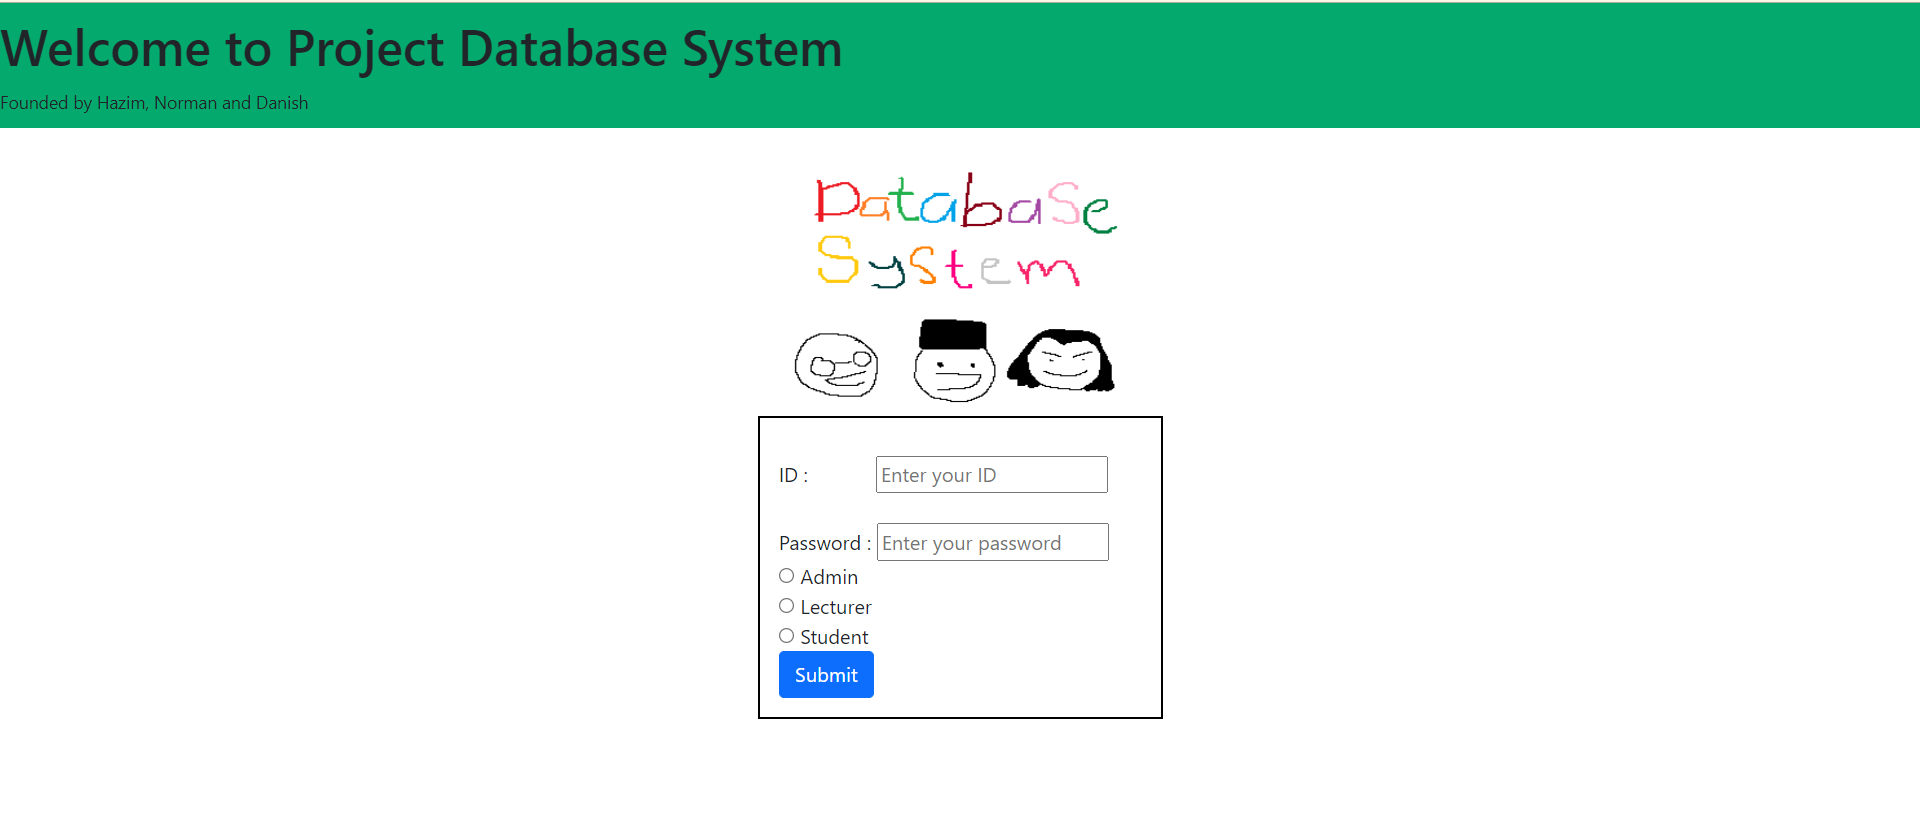 Welcome to Project Database System
Founded by Hazim, Norman and Danish
DatabaSe
SyStem
ID :
Enter your ID
Password :
Enter your password
Admin
Lecturer
Student
Submit